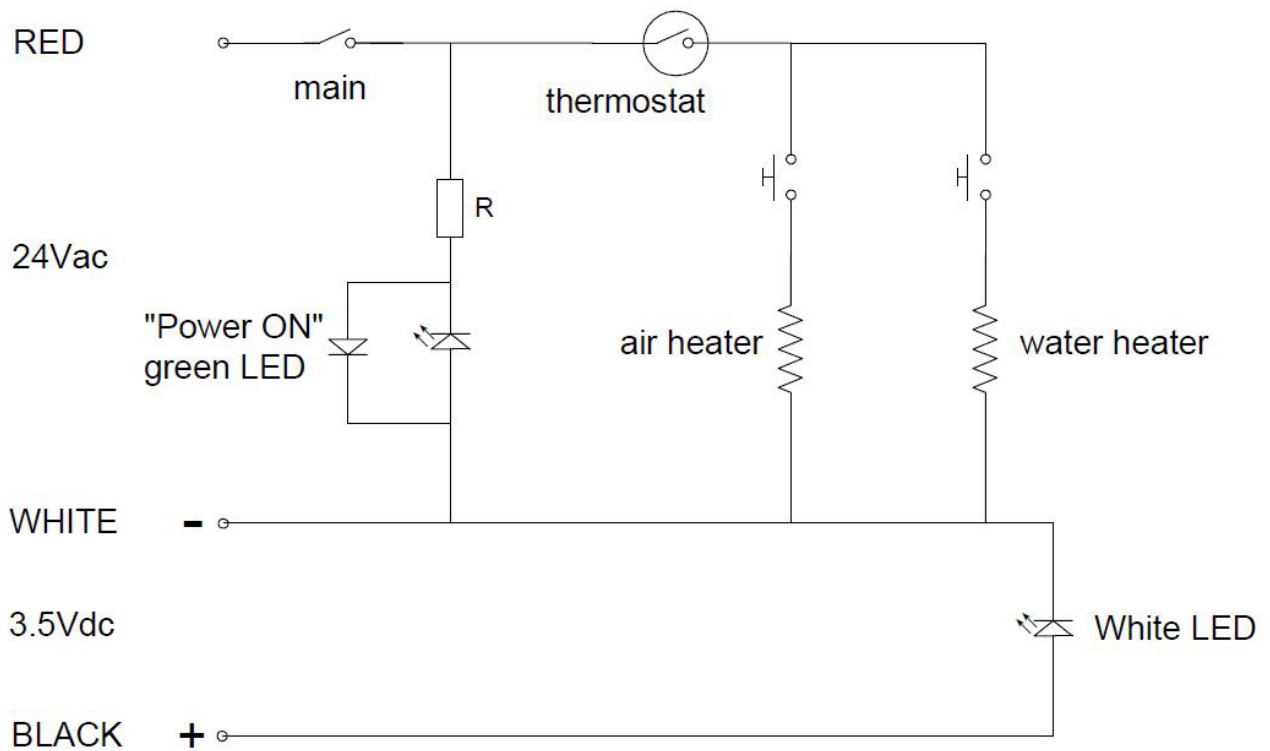 RED
main
thermostat
R
24Vac
"Power ON"
green LED
air heater
water heater
WHITE -
3.5Vdc
White LED
BLACK +